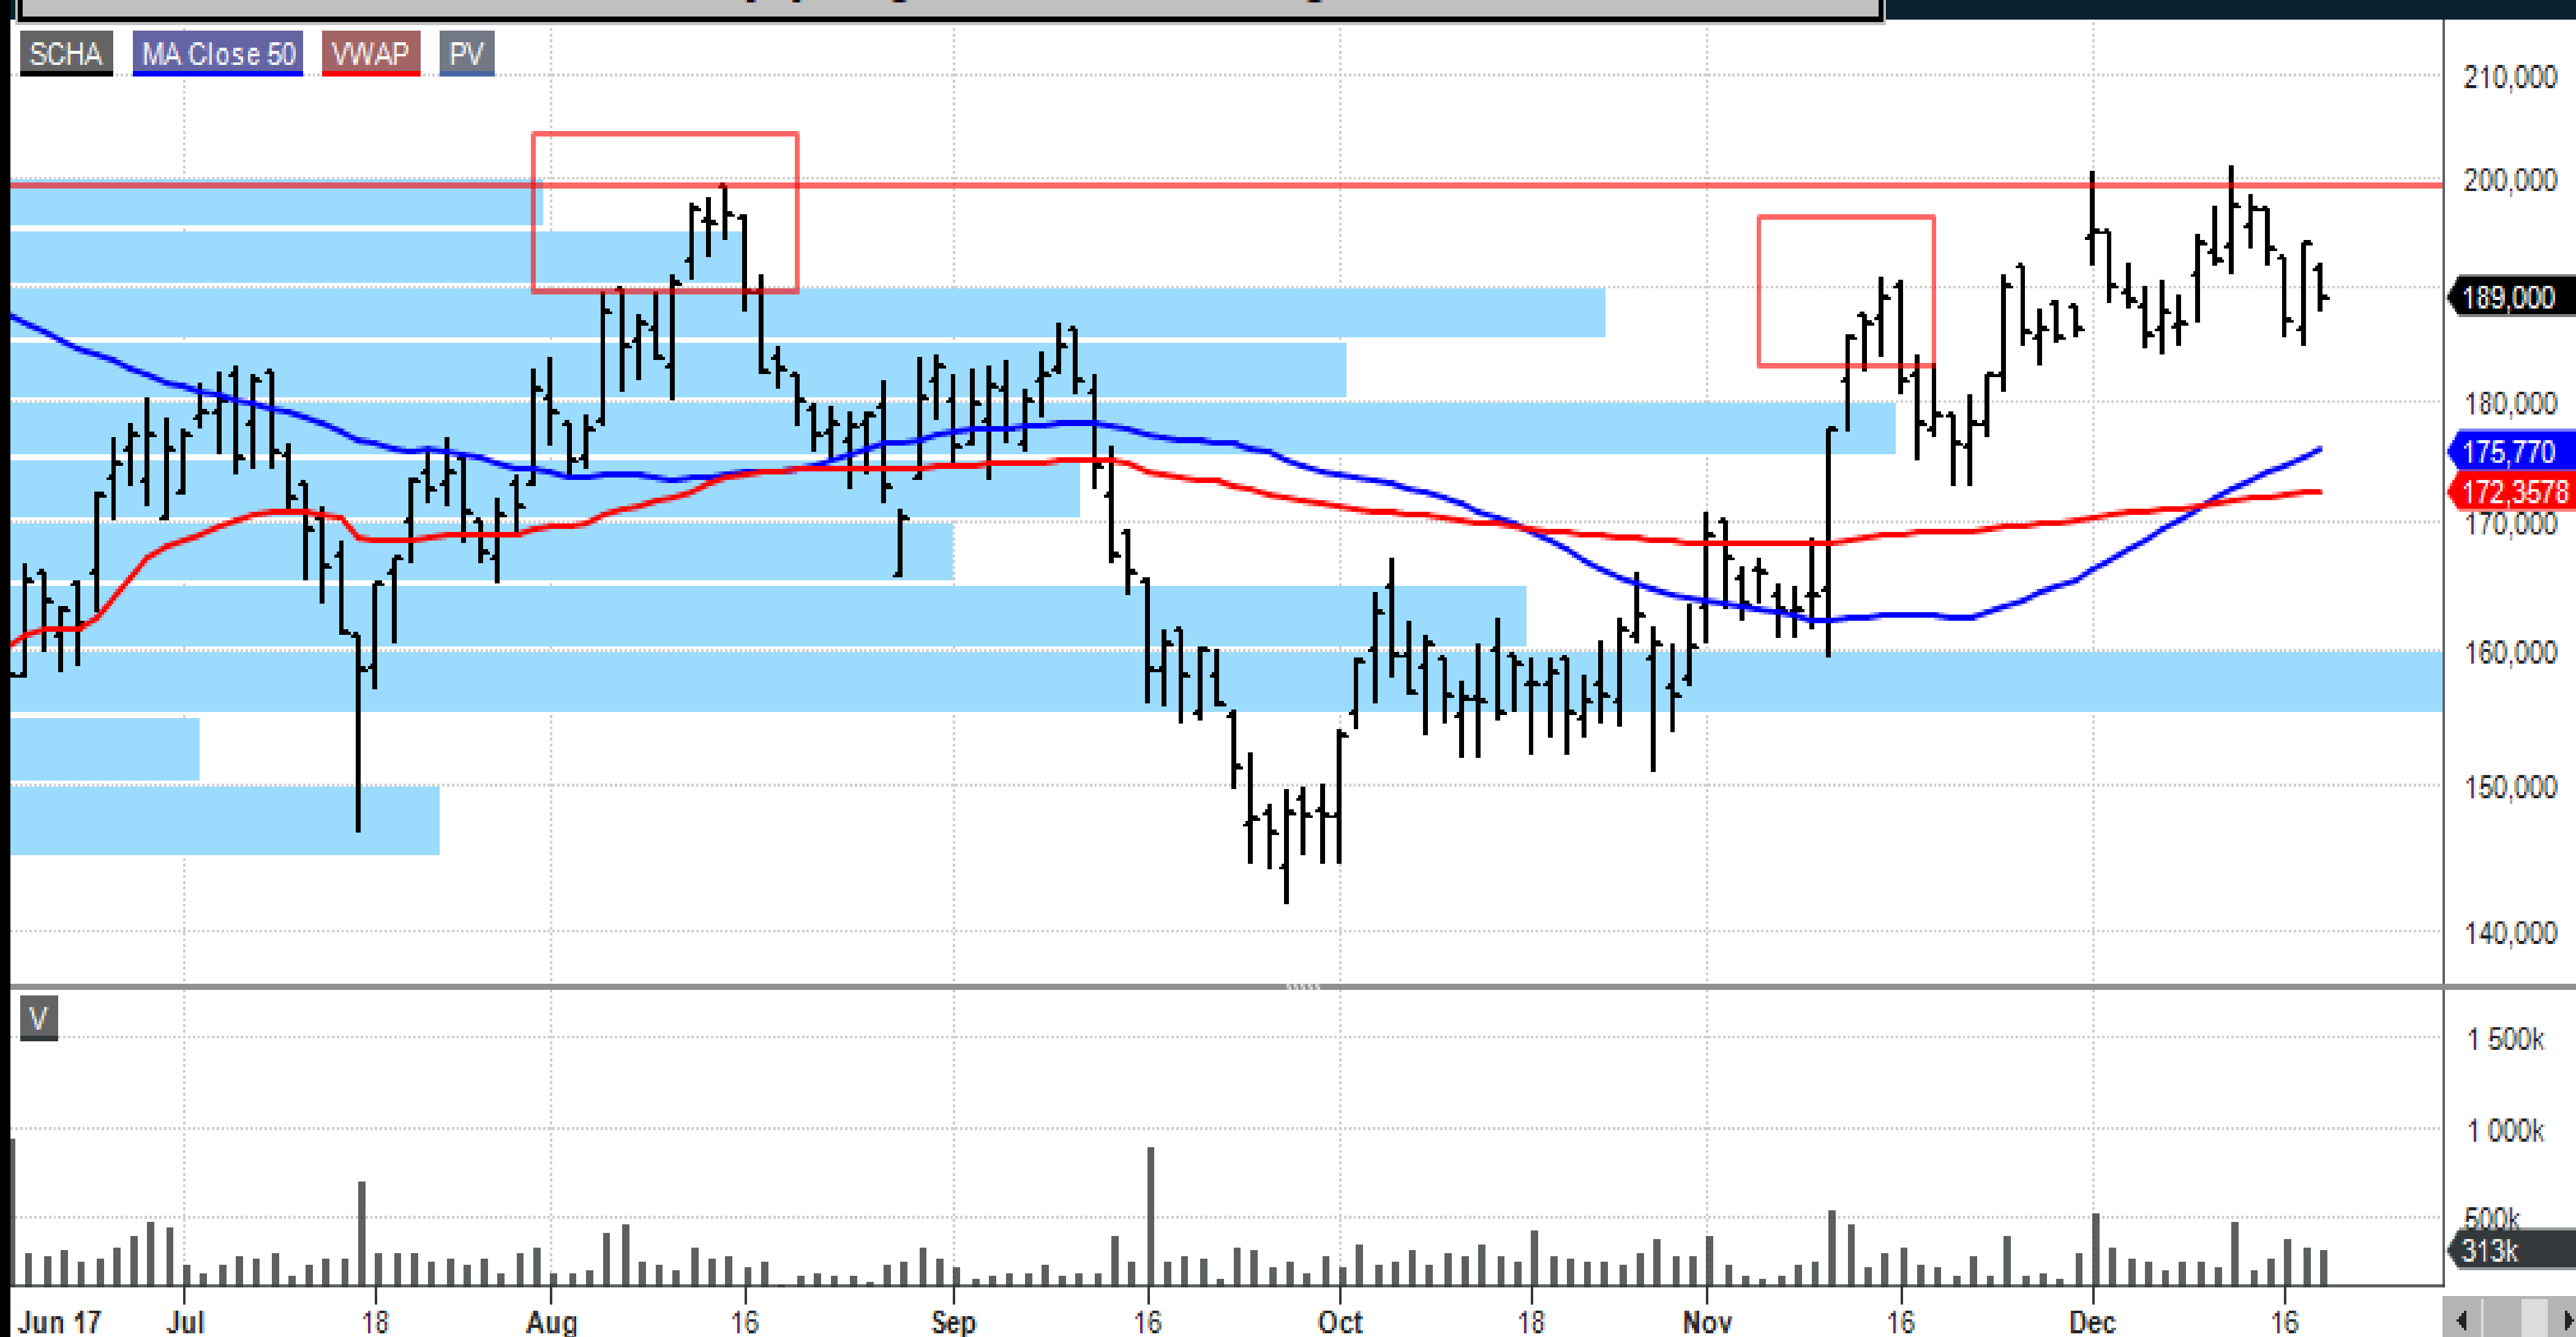 SCHA MA Close 50 VWAP PV
210,000
200,000
189,000
180,000
175,770
172,3578
170,000
160,000
150,000
140,000
V
1 500k
1 000k
500k
313k
Jun 17 Jul 18 Aug 16 Sep 16 Oct 18 Nov 16 Dec 16